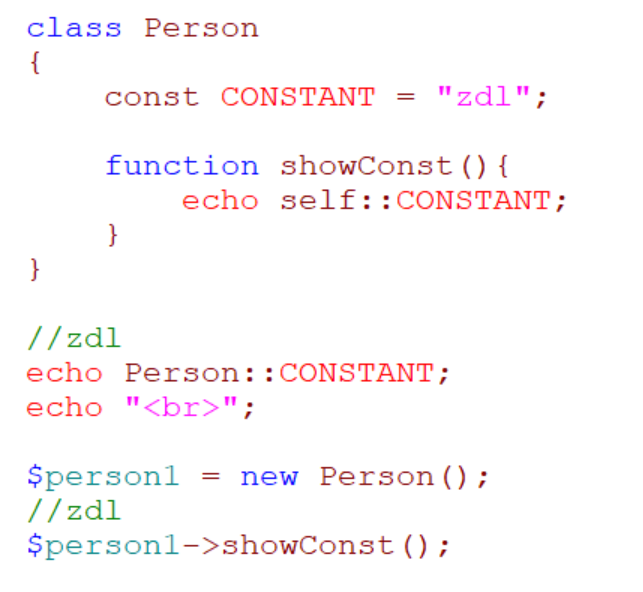 class Person
{
    const CONSTANT = "zdl";
    function showConst(){
        echo self::CONSTANT;
    }
}
//zdl
echo Person::CONSTANT;
echo "<br>";
$person1 = new Person();
//zdl
$person1->showConst();